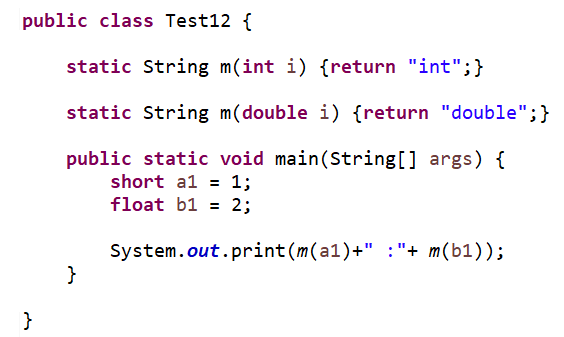 public class Test12 {
static String m(int i) {return "int";}
static String m(double i) {return "double";}
public static void main(String[] args) {
short a1 = 1;
float b1 = 2;
System.out.print(m(a1)+" :"+ m(b1));
}
}